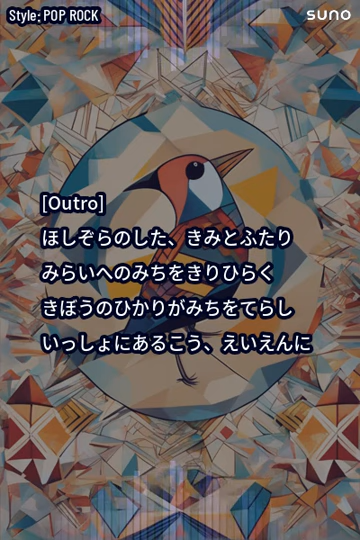 Style: POP ROCK
SUNO
[Outro]
ほしぞらのした、きみとふたり
みらいへのみちをきりひらく
きぼうのひかりがみちをてらし
いっしょにあるこう、えいえんに